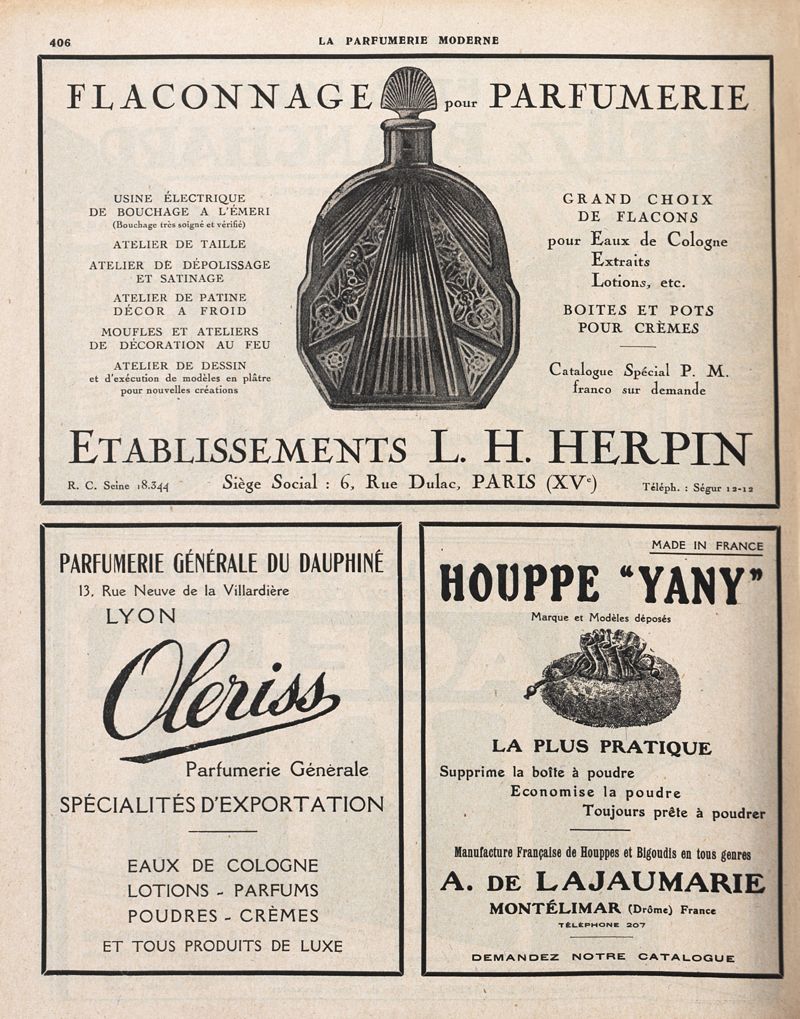 406
LA PARFUMERIE MODERNE
FLACONNAGE pour PARFUMERIE
USINE ÉLECTRIQUE
DE BOUCHAGE A L'ÉMERI
(Bouchage très soigné et vérifié)
ATELIER DE TAILLE
ATELIER DE DÉPOLISSAGE
ET SATINAGE
ATELIER DE PATINE
DÉCOR A FROID
MOUFLES ET ATELIERS
DE DÉCORATION AU FEU
ATELIER DE DESSIN
et d'exécution de modèles en plâtre
pour nouvelles créations
GRAND CHOIX
DE FLACONS
pour Eaux de Cologne
Extraits
Lotions, etc.
BOITES ET POTS
POUR CRÈMES
Catalogue Spécial P. M.
franco sur demande
ETABLISSEMENTS L. H. HERPIN
R. C. Seine 18.344
Siège Social : 6, Rue Dulac, PARIS (XVe)
Téléph. : Ségur 12-12
PARFUMERIE GÉNÉRALE DU DAUPHINÉ
13, Rue Neuve de la Villardière
LYON
Oleriss
Parfumerie Générale
SPÉCIALITÉS D'EXPORTATION
EAUX DE COLOGNE
LOTIONS - PARFUMS
POUDRES - CRÈMES
ET TOUS PRODUITS DE LUXE
MADE IN FRANCE
HOUPPE "YANY"
Marque et Modèles déposés
LA PLUS PRATIQUE
Supprime la boîte à poudre
Economise la poudre
Toujours prête à poudrer
Manufacture Française de Houppes et Bigoudis en tous genres
A. DE LAJAUMARIE
MONTÉLIMAR (Drôme) France
TÉLÉPHONE 207
DEMANDEZ NOTRE CATALOGUE